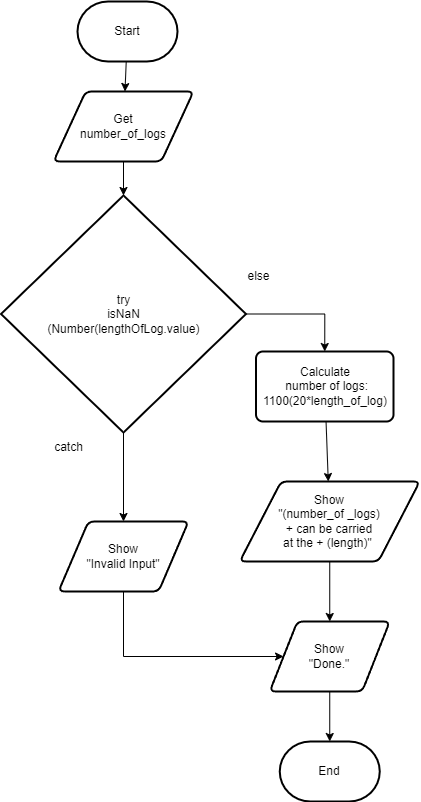 Start
Get
number_of_logs
else
try
isNaN
(Number(lengthOfLog.value)
Calculate
number of logs:
1100(20*length_of_log)
catch
Show
"(number_of _logs)
+ can be carried
at the + (length)"
Show
"Invalid Input"
Show
"Done."
End